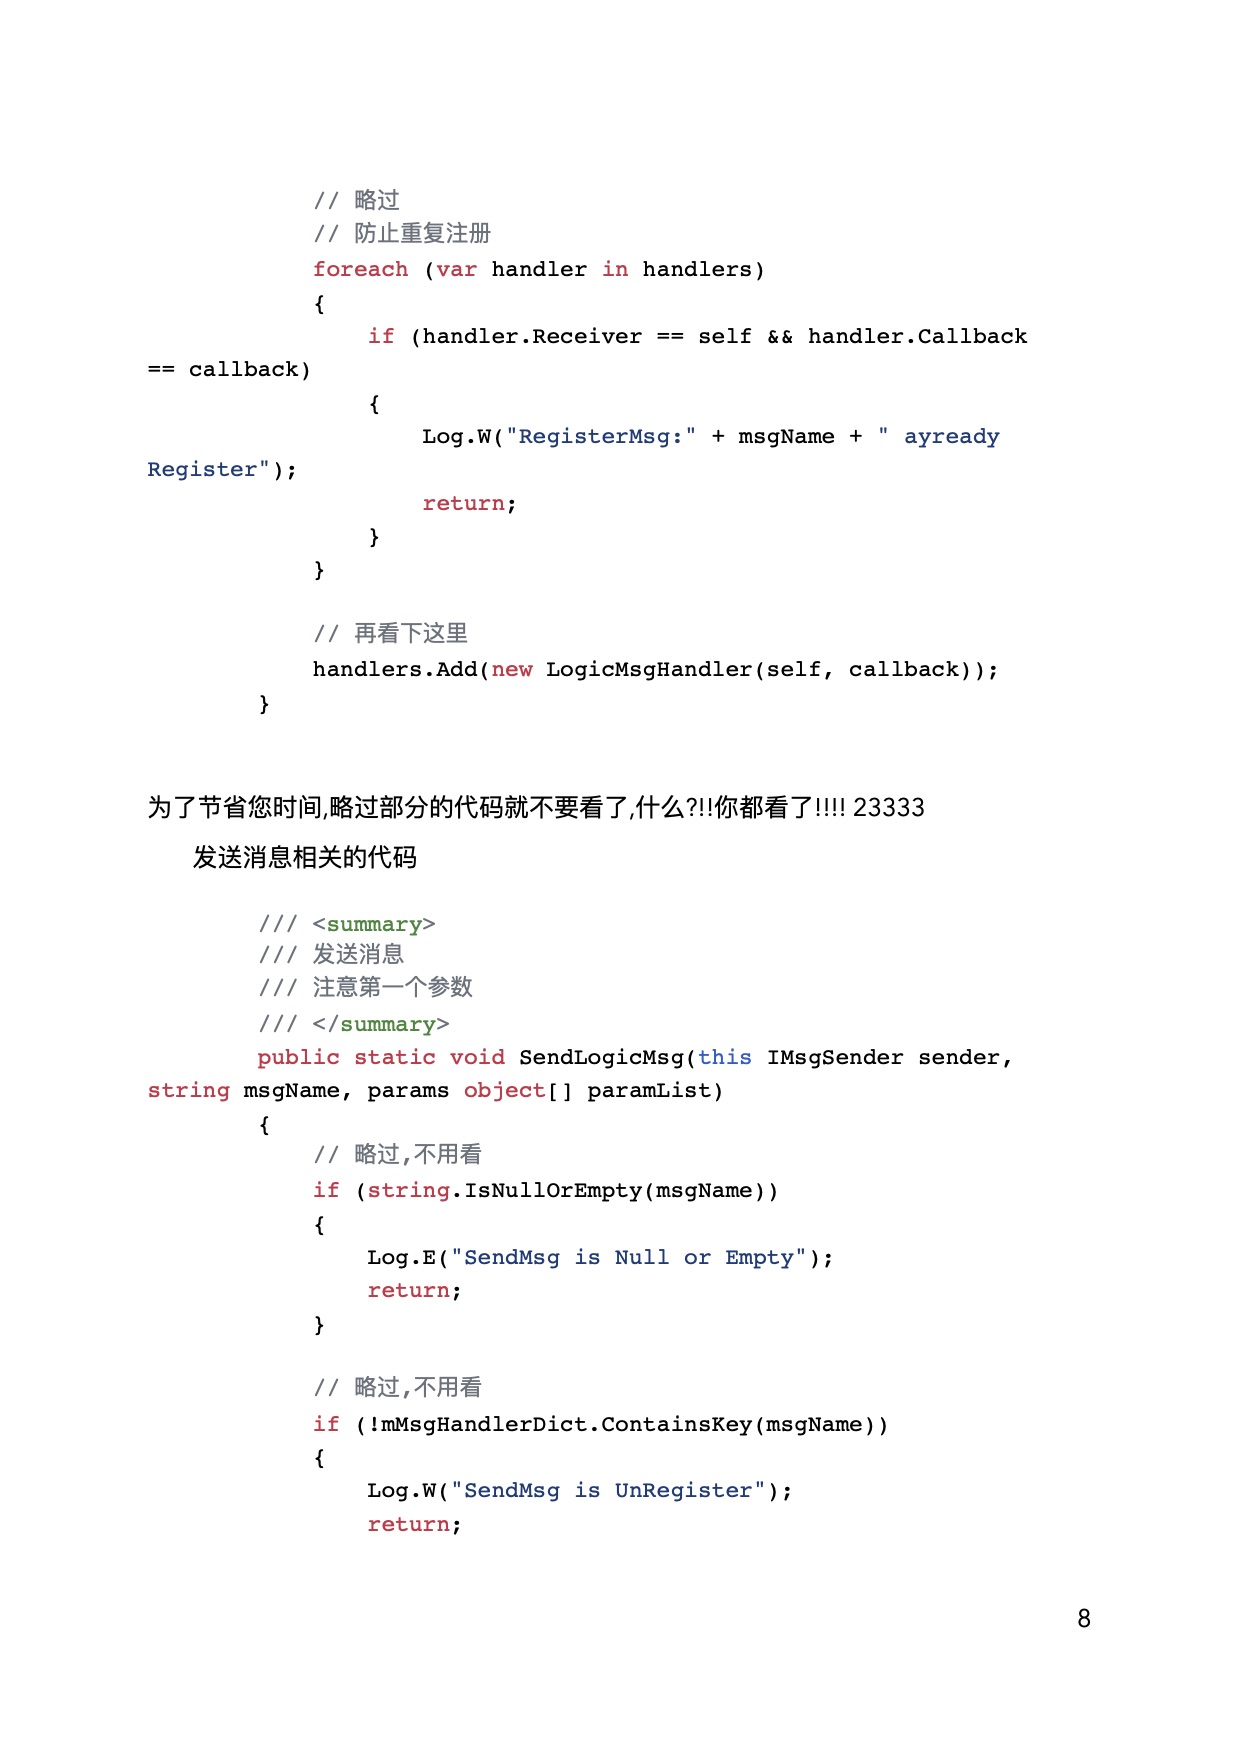 // 略过
// 防止重复注册
foreach (var handler in handlers)
{
if (handler.Receiver == self && handler.Callback
== callback)
{
Log.W("RegisterMsg:" + msgName + " ayready
Register");
return;
}
}
// 再看下这里
handlers.Add(new LogicMsgHandler(self, callback));
}
为了节省您时间,略过部分的代码就不要看了,什么?!!你都看了!!!! 23333
发送消息相关的代码
/// <summary>
/// 发送消息
/// 注意第一个参数
/// </summary>
public static void SendLogicMsg(this IMsgSender sender,
string msgName, params object[] paramList)
{
// 略过,不用看
if (string.IsNullOrEmpty(msgName))
{
Log.E("SendMsg is Null or Empty");
return;
}
// 略过,不用看
if (!mMsgHandlerDict.ContainsKey(msgName))
{
Log.W("SendMsg is UnRegister");
return;
8